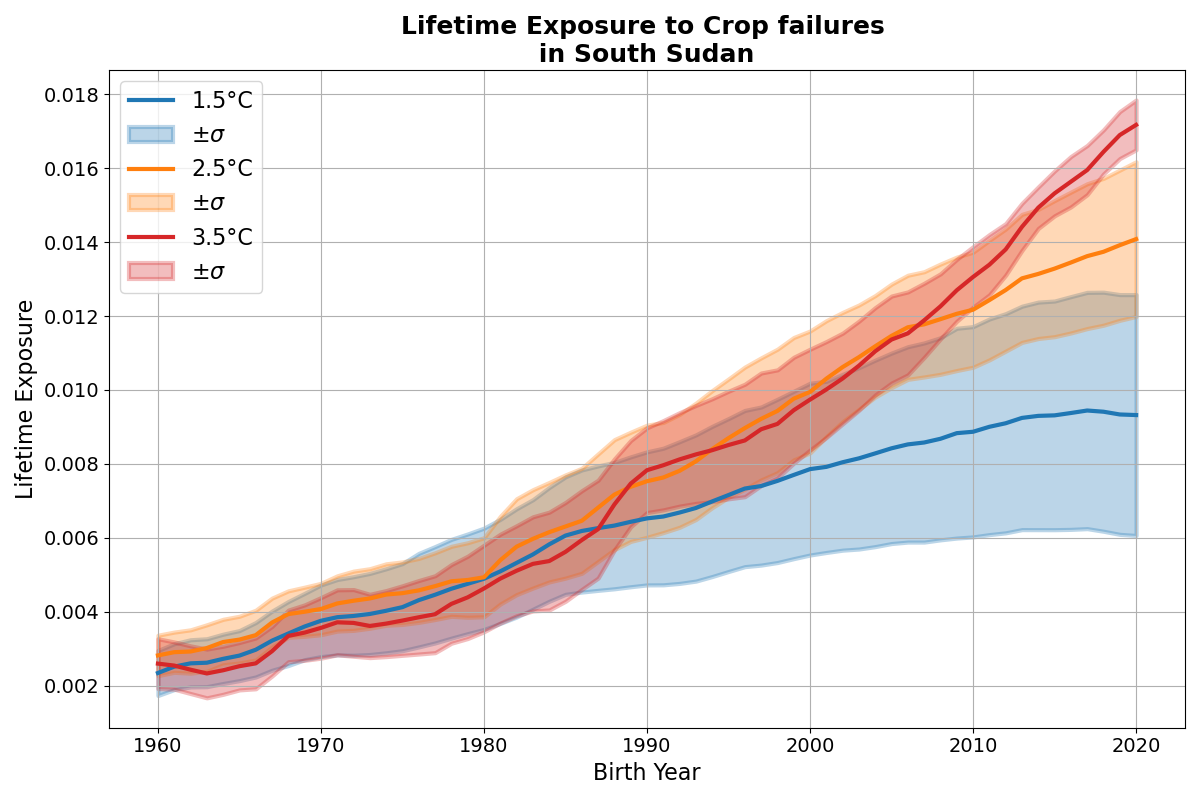 Lifetime Exposure to Crop failures
in South Sudan
1.5°C
±σ
2.5°C
±σ
3.5°C
±σ
Lifetime Exposure
0.018
0.016
0.014
0.012
0.010
0.008
0.006
0.004
0.002
1960 1970 1980 1990 2000 2010 2020
Birth Year